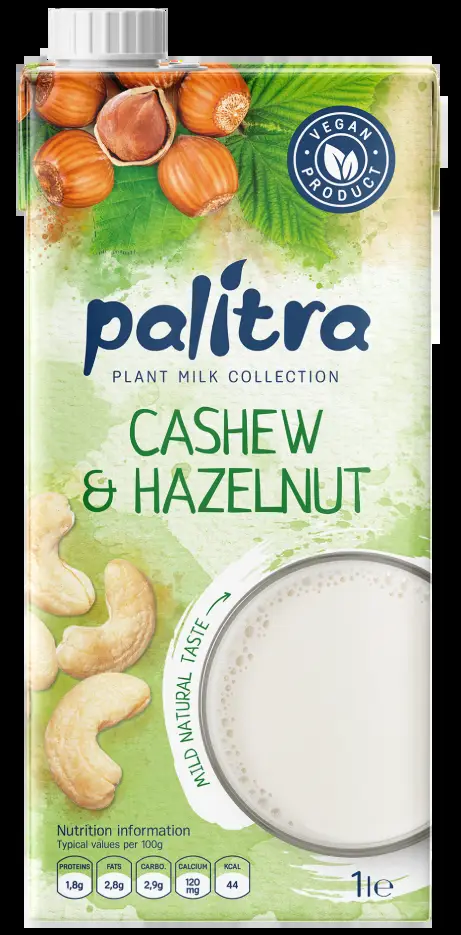 VEGAN
PRODUCT
palitra
PLANT MILK COLLECTION
CASHEW
& HAZELNUT
MILD NATURAL TASTE
Nutrition information
Typical values per 100g
PROTEINS FATS CARBO. CALCIUM KCAL
1,8g 2,8g 2,9g 120 mg 44
1l℮